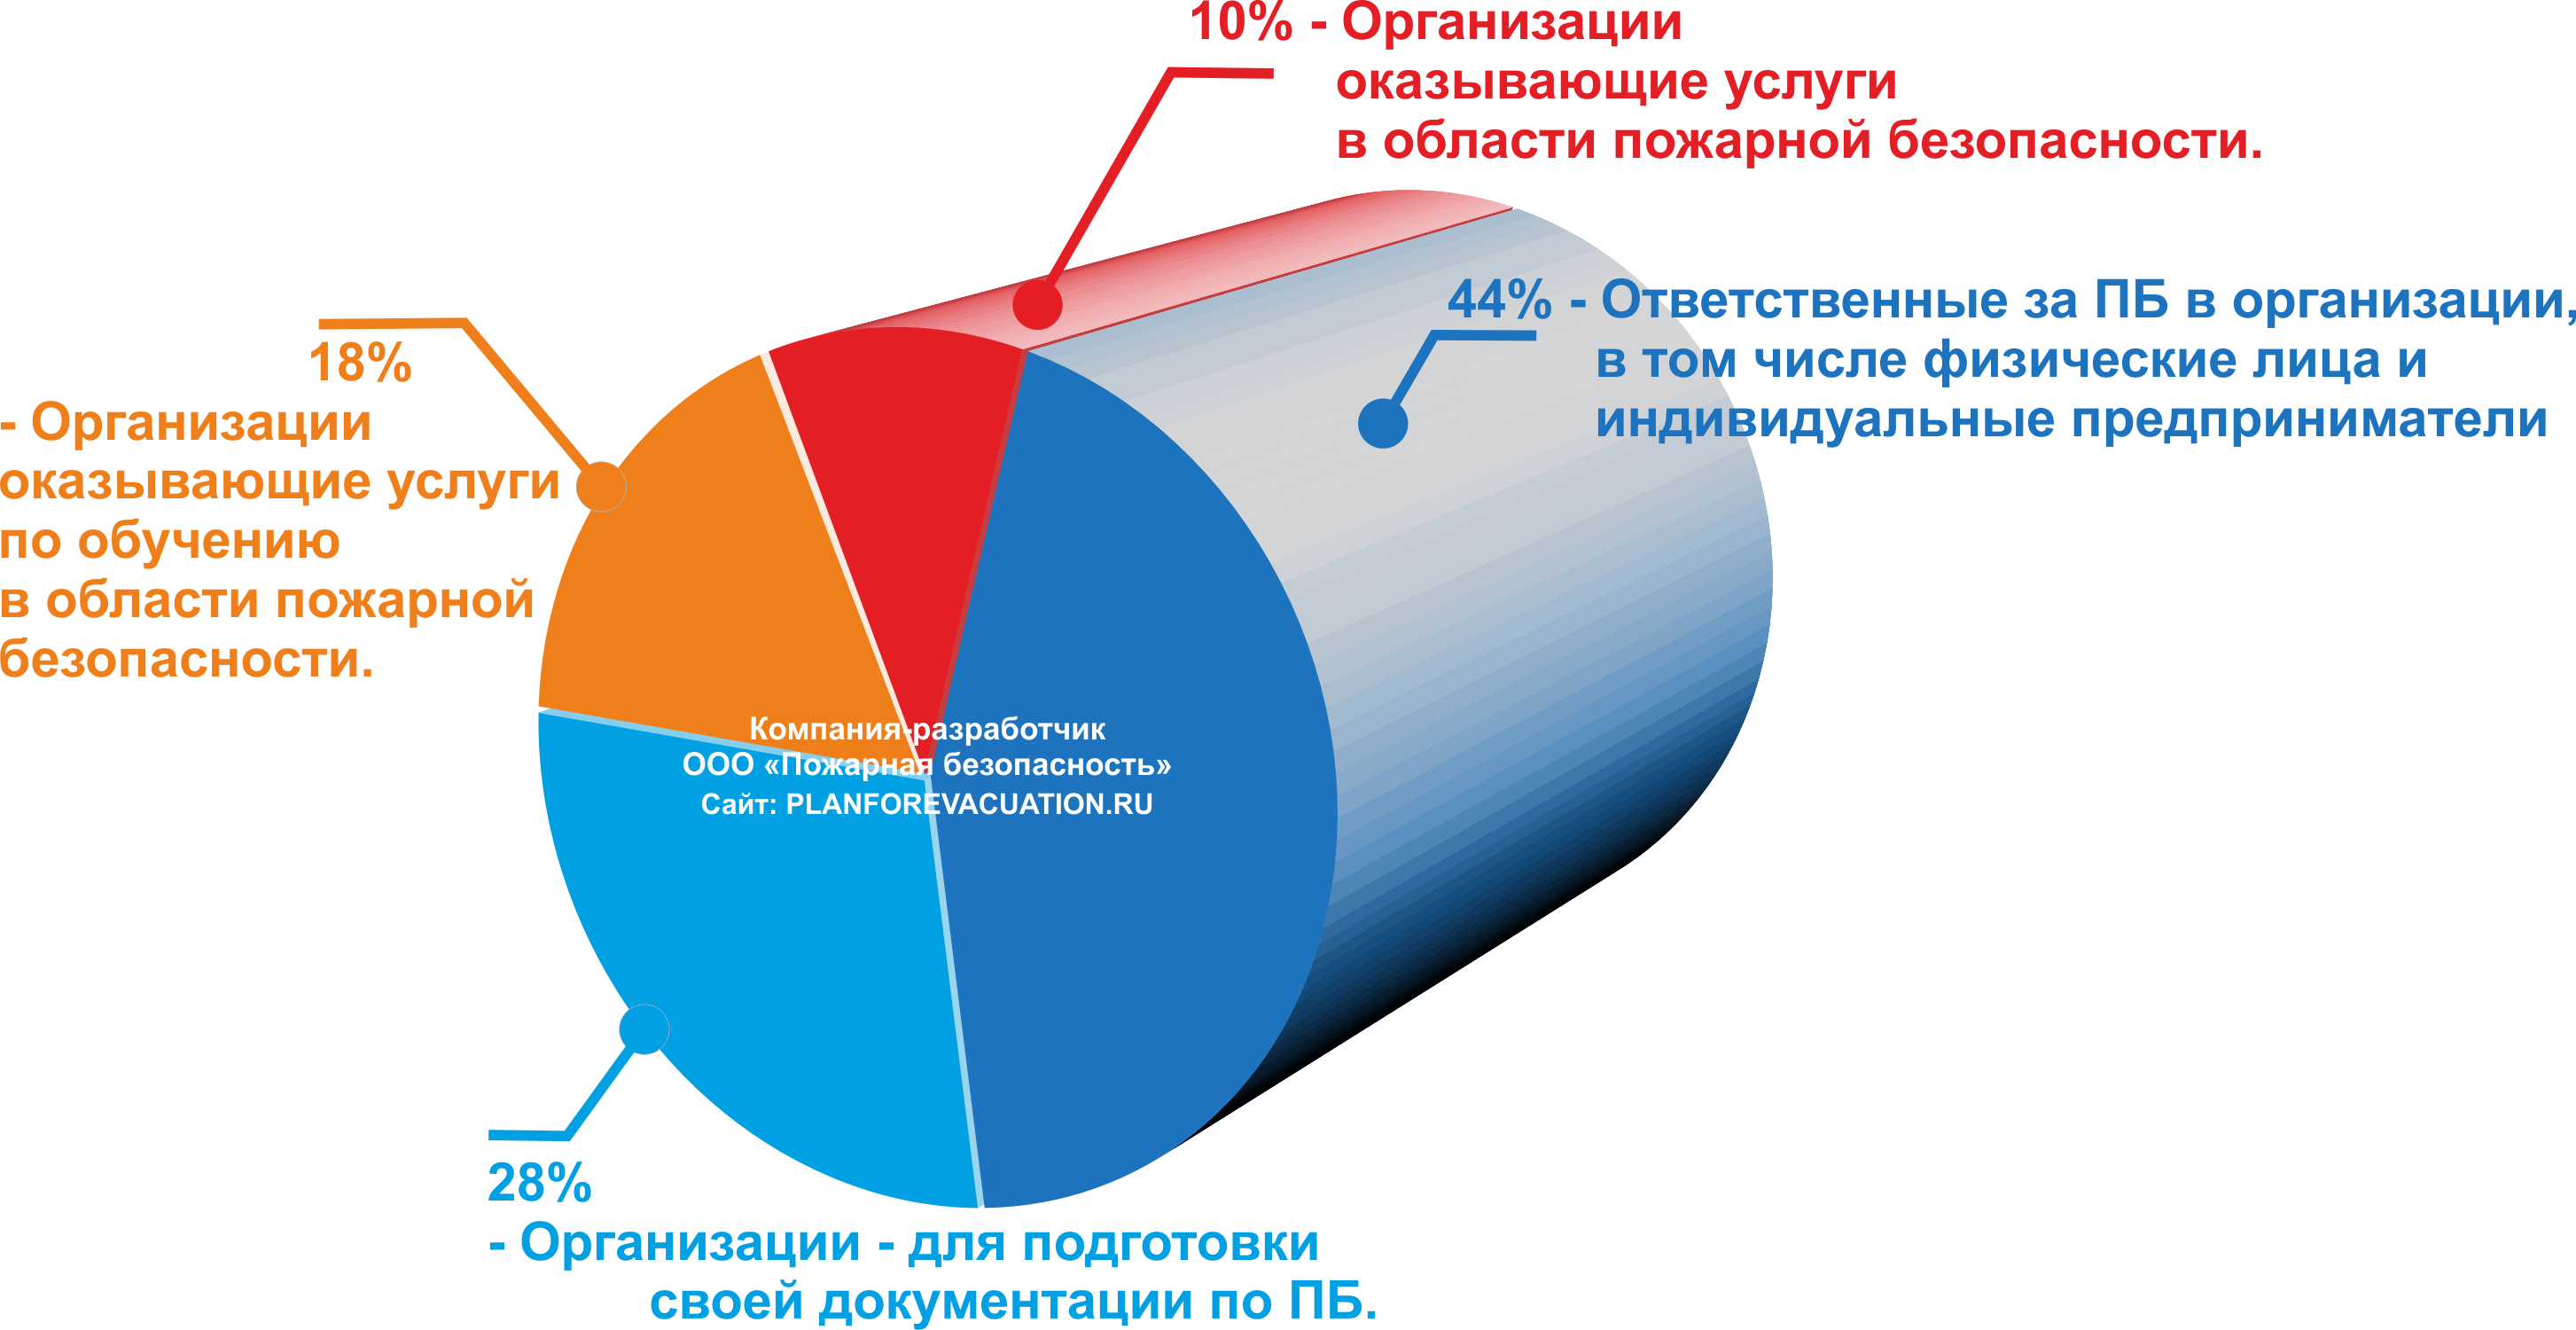 10% - Организации
оказывающие услуги
в области пожарной безопасности.
44% - Ответственные за ПБ в организации,
в том числе физические лица и
индивидуальные предприниматели
18%
- Организации
оказывающие услуги
по обучению
в области пожарной
безопасности.
Компания-разработчик
ООО «Пожарная безопасность»
Сайт: PLANFOREVACUATION.RU
28%
- Организации - для подготовки
своей документации по ПБ.